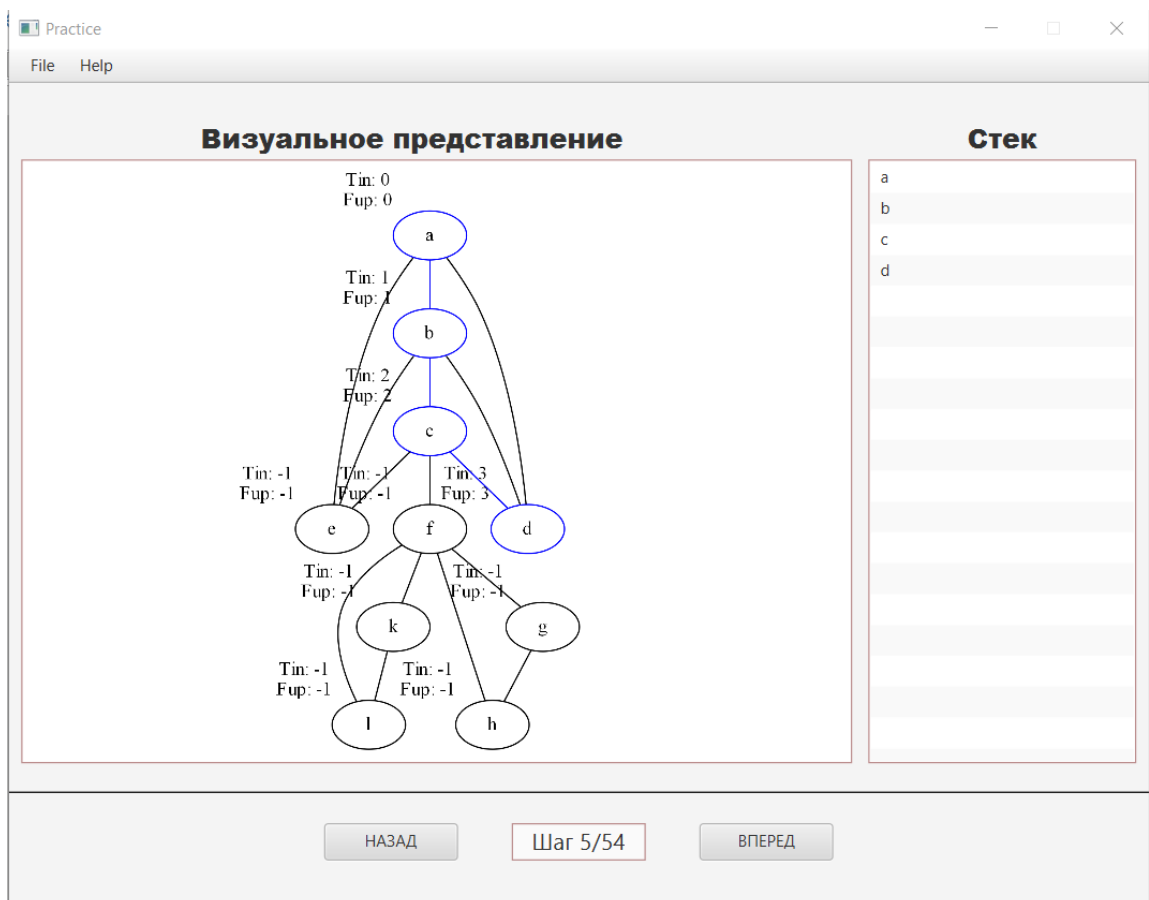 Practice
File Help
Визуальное представление
Стек
Tin: 0
Fup: 0
a
Tin: 1
Fup: 1
b
Tin: 2
Fup: 2
c
Tin: -1
Fup: -1
Tin: -1
Fup: -1
Tin: 3
Fup: 3
e
f
d
Tin: -1
Fup: -1
Tin: -1
Fup: -1
k
g
Tin: -1
Fup: -1
Tin: -1
Fup: -1
l
h
a
b
c
d
НАЗАД
Шаг 5/54
ВПЕРЕД